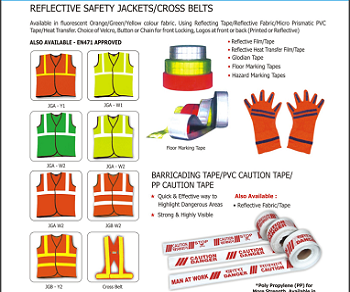 REFLECTIVE SAFETY JACKETS/CROSS BELTS
Available in fluorescent Orange/Green/Yellow colour fabric. Using Reflecting Tape/Reflective Fabric/Micro Prismatic PVC
Tape/Heat Transfer. Choice of Velcro, Button or Chain for front Locking, Logos at front or back (Printed or Reflective)
ALSO AVAILABLE - EN471 APPROVED
• Reflective Film/Tape
• Reflective Heat Transfer Film/Tape
• Glodian Tape
• Floor Marking Tapes
• Hazard Marking Tapes
JGA - Y1
JGA - W1
JGA - W3
JGA - W2
Floor Marking Tape
JGA W2
JGB W2
JGB - Y2
Cross Belt
BARRICADING TAPE/PVC CAUTION TAPE/
PP CAUTION TAPE
★ Quick & Effective way to
Highlight Dangerous Areas
★ Strong & Highly Visible
Also Available :
• Reflective Fabric/Tape
CAUTION
DANGER
CAUTION
DANGER
MAN AT WORK
CAUTION
DANGER
*Poly Propylene (PP) for
More Strength Available in